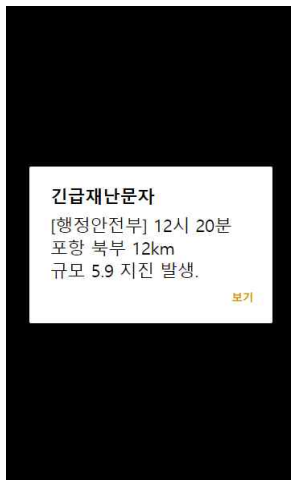 긴급재난문자
[행정안전부] 12시 20분
포항 북부 12km
규모 5.9 지진 발생.
보기